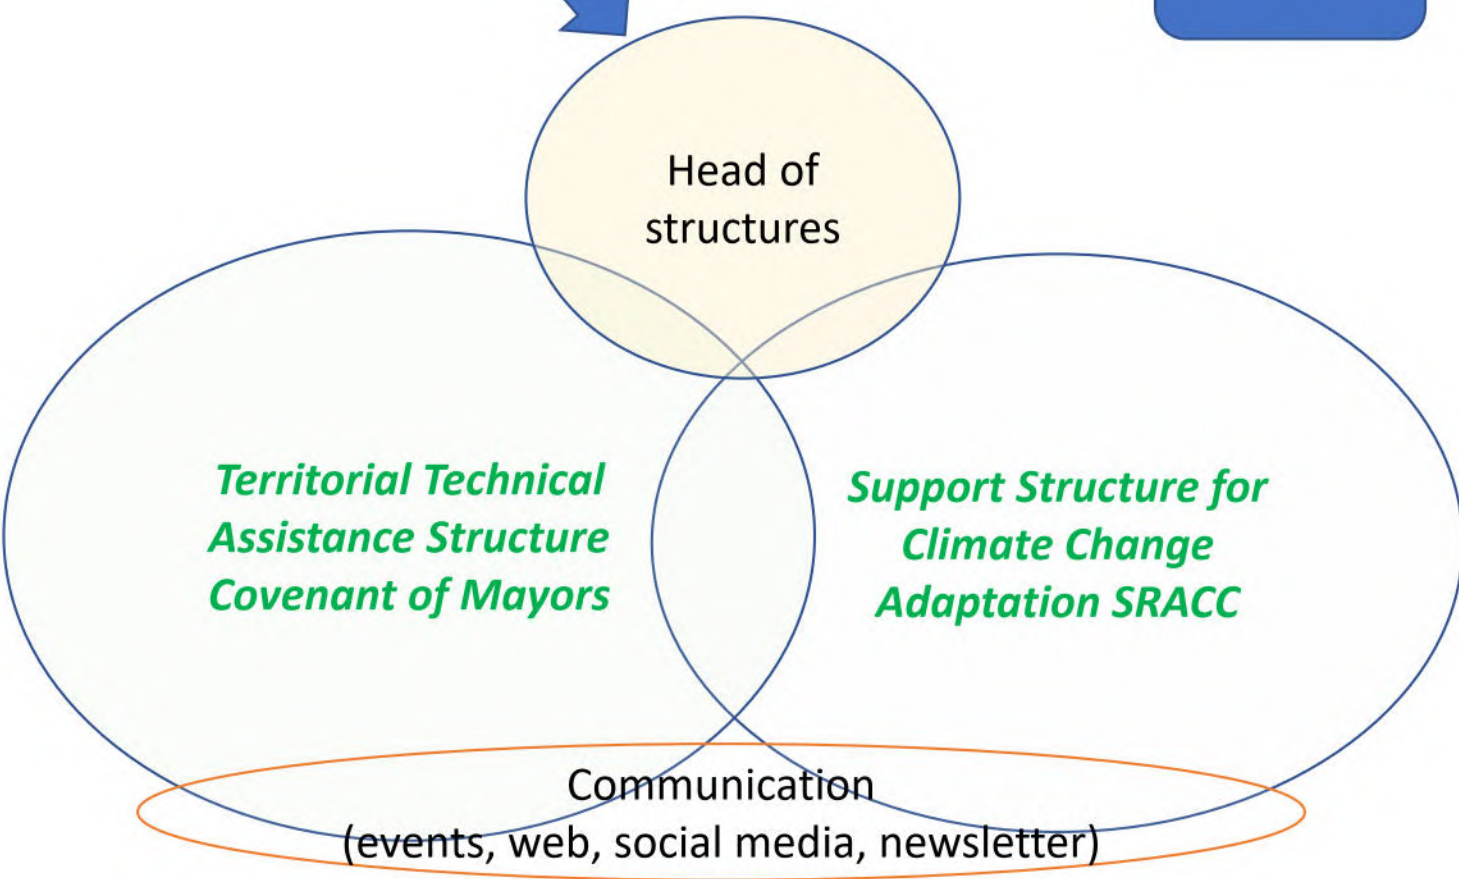 Head of
structures
Territorial Technical
Assistance Structure
Covenant of Mayors
Support Structure for
Climate Change
Adaptation SRACC
Communication
(events, web, social media, newsletter)